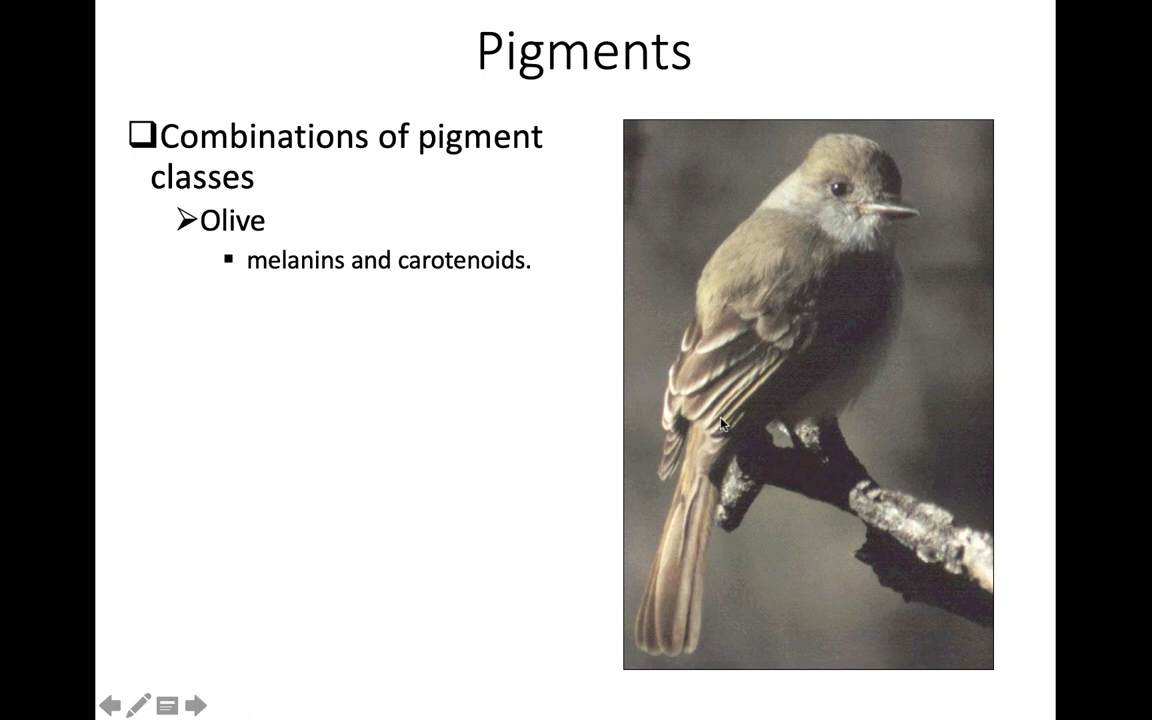 Pigments
❑Combinations of pigment
classes
➢Olive
▪ melanins and carotenoids.